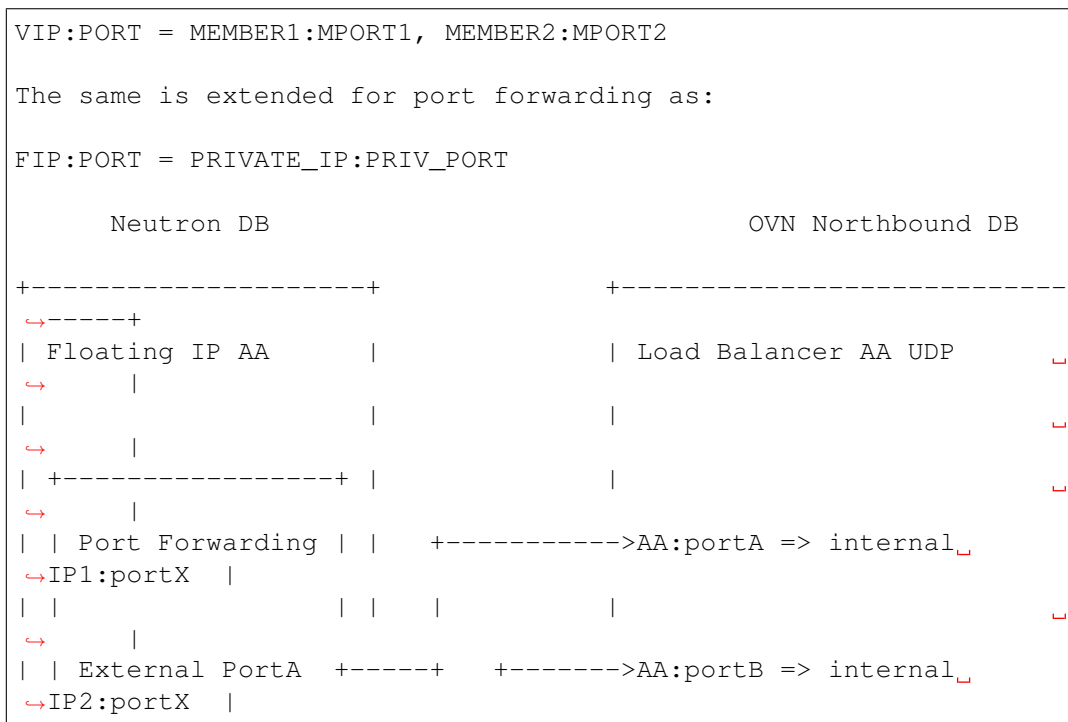 VIP:PORT = MEMBER1:MPORT1, MEMBER2:MPORT2

The same is extended for port forwarding as:

FIP:PORT = PRIVATE_IP:PRIV_PORT

      Neutron DB                              OVN Northbound DB

+---------------------+              +----------------------------
↪-----+
| Floating IP AA      |              | Load Balancer AA UDP      ␣
↪      |
|                     |              |                           ␣
↪      |
| +-----------------+ |              |                           ␣
↪      |
| | Port Forwarding | |   +----------->AA:portA => internal␣
↪IP1:portX  |
| |                 | |   |          |                           ␣
↪      |
| | External PortA  +-----+   +------->AA:portB => internal␣
↪IP2:portX  |